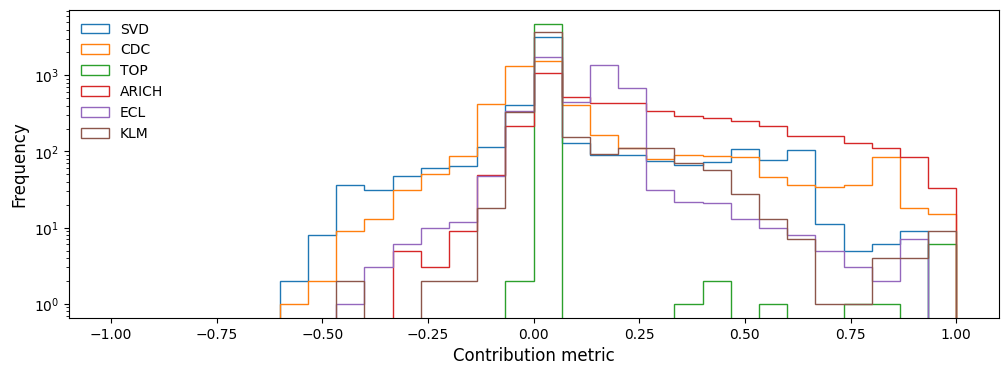 SVD
CDC
TOP
ARICH
ECL
KLM
Frequency
10³
10²
10¹
10⁰
−1.00 −0.75 −0.50 −0.25 0.00 0.25 0.50 0.75 1.00
Contribution metric